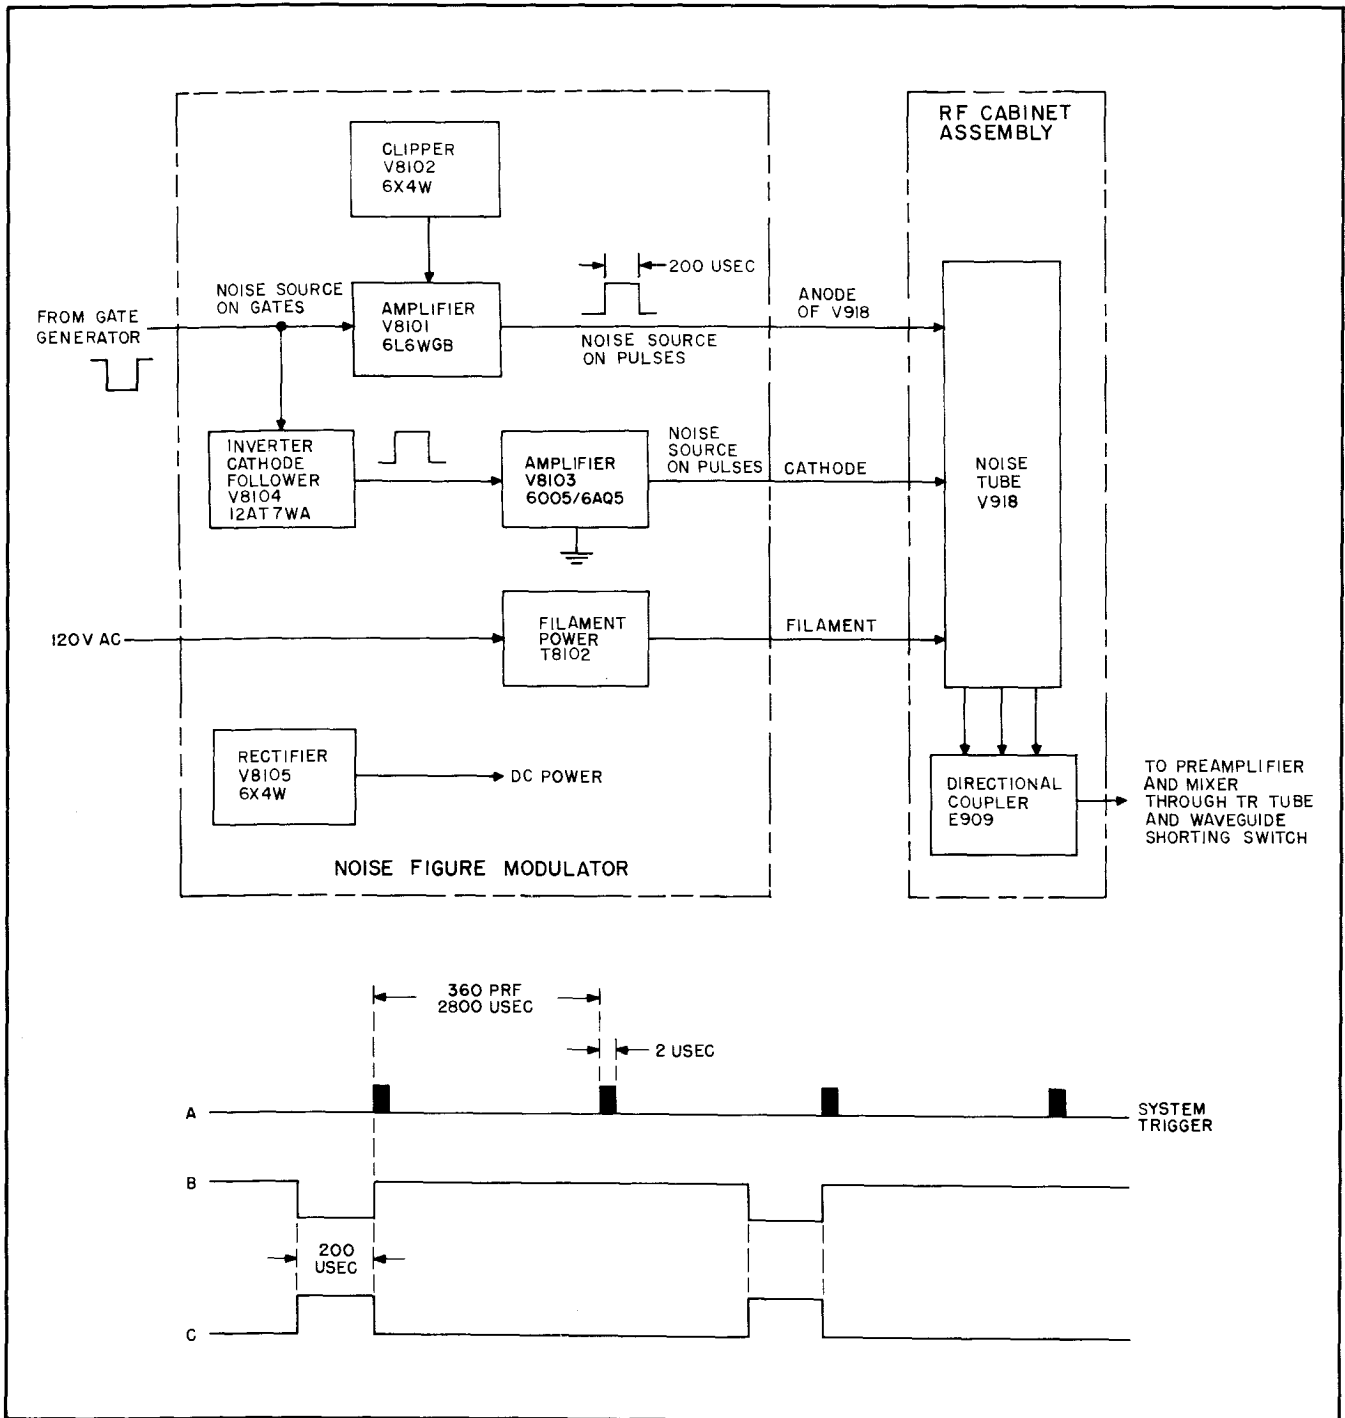 RF CABINET
ASSEMBLY
CLIPPER
V8102
6X4W
200 USEC
NOISE SOURCE
ON GATES
FROM GATE
GENERATOR
AMPLIFIER
V8101
6L6WGB
NOISE SOURCE
ON PULSES
ANODE
OF V918
INVERTER
CATHODE
FOLLOWER
V8104
12AT7WA
AMPLIFIER
V8103
6005/6AQ5
NOISE
SOURCE
ON PULSES
CATHODE
NOISE
TUBE
V918
120V AC
FILAMENT
POWER
T8102
FILAMENT
RECTIFIER
V8105
6X4W
DC POWER
DIRECTIONAL
COUPLER
E909
TO PREAMPLIFIER
AND MIXER
THROUGH TR TUBE
AND WAVEGUIDE
SHORTING SWITCH
NOISE FIGURE MODULATOR
360 PRF
2800 USEC
2 USEC
A
SYSTEM
TRIGGER
B
200
USEC
C